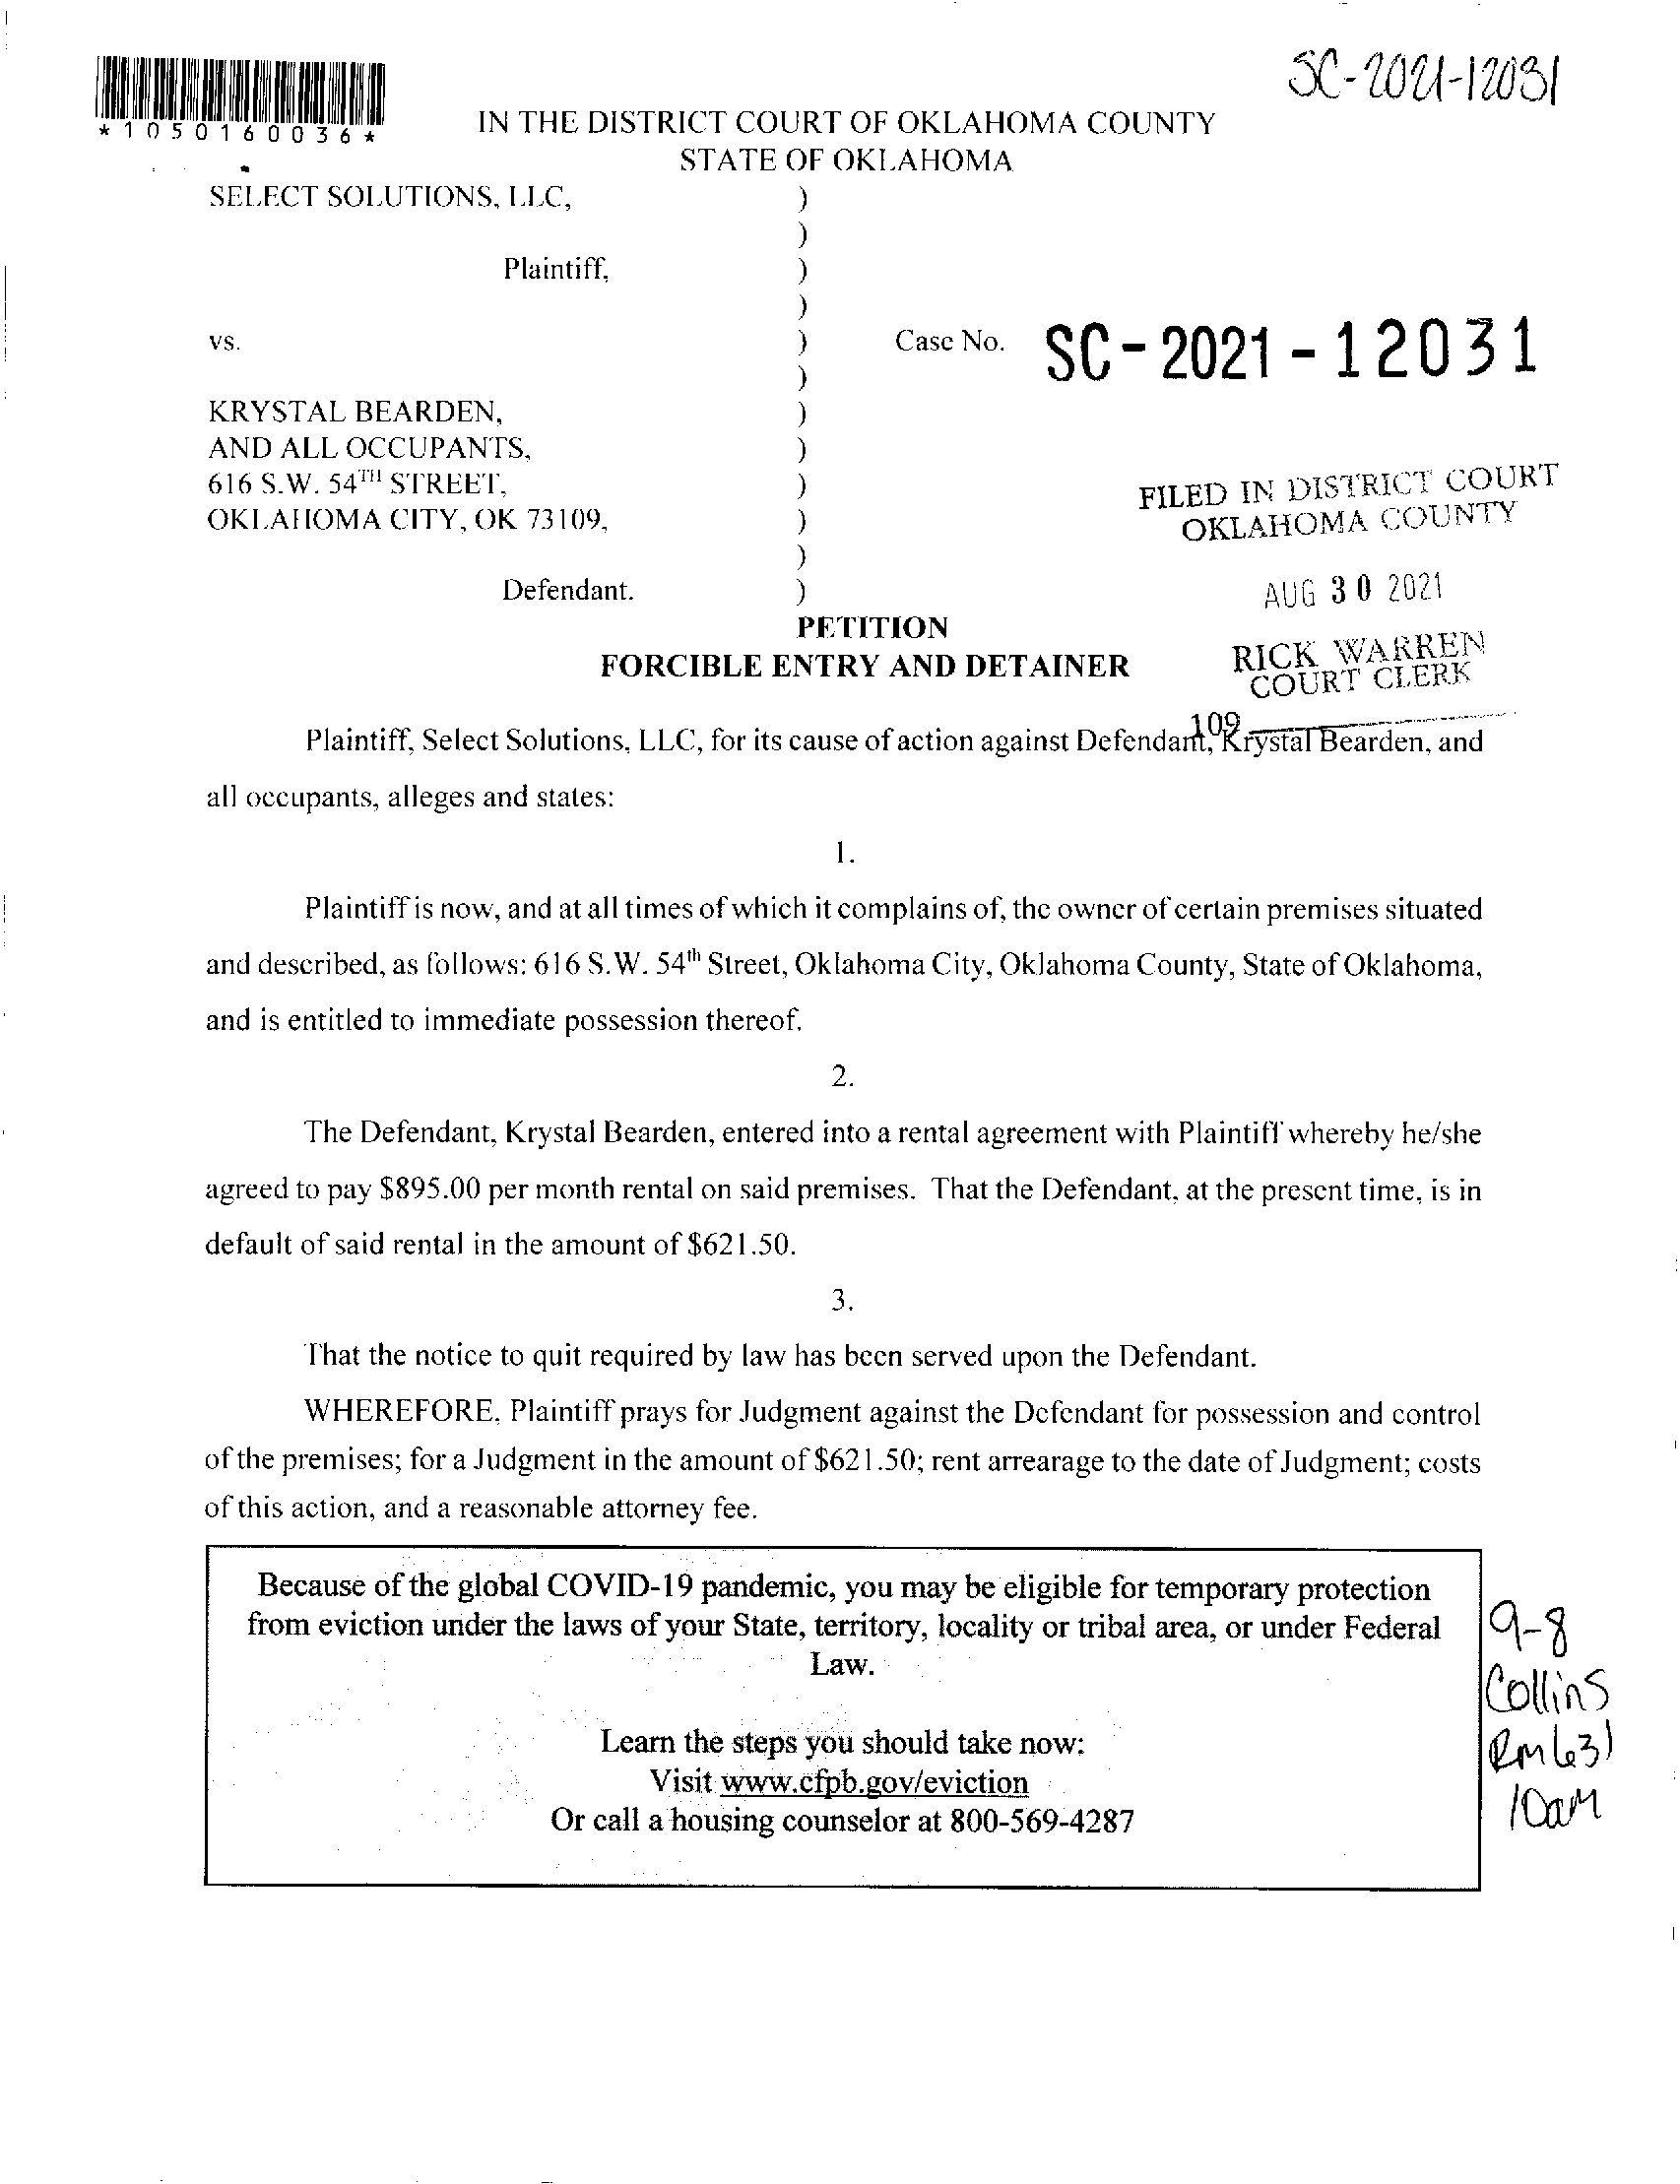 SC-2021-12031
*1050160036*
IN THE DISTRICT COURT OF OKLAHOMA COUNTY
STATE OF OKLAHOMA
SELECT SOLUTIONS, LLC, )
)
Plaintiff, )
)
vs. ) Case No. SC-2021-12031
)
KRYSTAL BEARDEN, )
AND ALL OCCUPANTS, )
616 S.W. 54TH STREET, )
OKLAHOMA CITY, OK 73109, )
)
Defendant. )
FILED IN DISTRICT COURT
OKLAHOMA COUNTY
AUG 30 2021
RICK WARREN
COURT CLERK
109
PETITION
FORCIBLE ENTRY AND DETAINER
Plaintiff, Select Solutions, LLC, for its cause of action against Defendant, Krystal Bearden, and
all occupants, alleges and states:
1.
Plaintiff is now, and at all times of which it complains of, the owner of certain premises situated
and described, as follows: 616 S.W. 54th Street, Oklahoma City, Oklahoma County, State of Oklahoma,
and is entitled to immediate possession thereof.
2.
The Defendant, Krystal Bearden, entered into a rental agreement with Plaintiff whereby he/she
agreed to pay $895.00 per month rental on said premises. That the Defendant, at the present time, is in
default of said rental in the amount of $621.50.
3.
That the notice to quit required by law has been served upon the Defendant.
WHEREFORE, Plaintiff prays for Judgment against the Defendant for possession and control
of the premises; for a Judgment in the amount of $621.50; rent arrearage to the date of Judgment; costs
of this action, and a reasonable attorney fee.
Because of the global COVID-19 pandemic, you may be eligible for temporary protection
from eviction under the laws of your State, territory, locality or tribal area, or under Federal
Law.
Learn the steps you should take now:
Visit www.cfpb.gov/eviction
Or call a housing counselor at 800-569-4287
9-8
Collins
Rm 631
10am